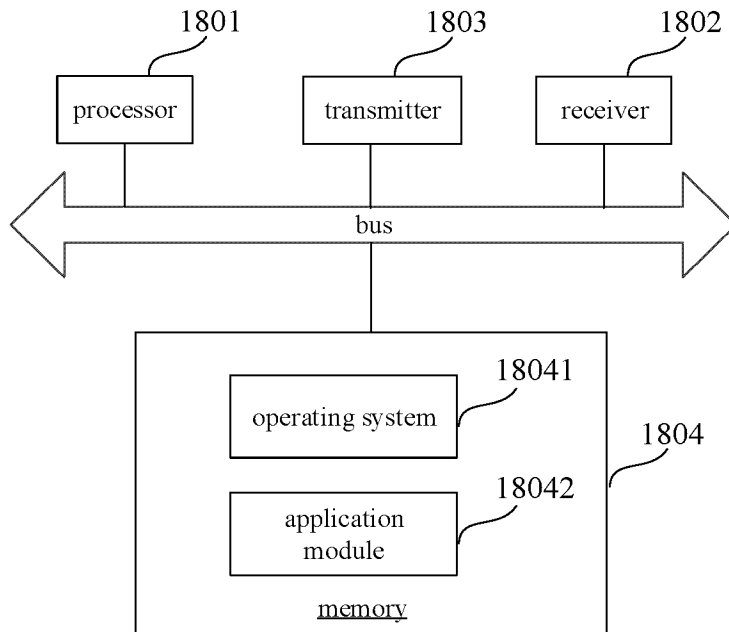 1801
1803
1802
processor
transmitter
receiver
bus
18041
operating system
1804
18042
application
module
memory